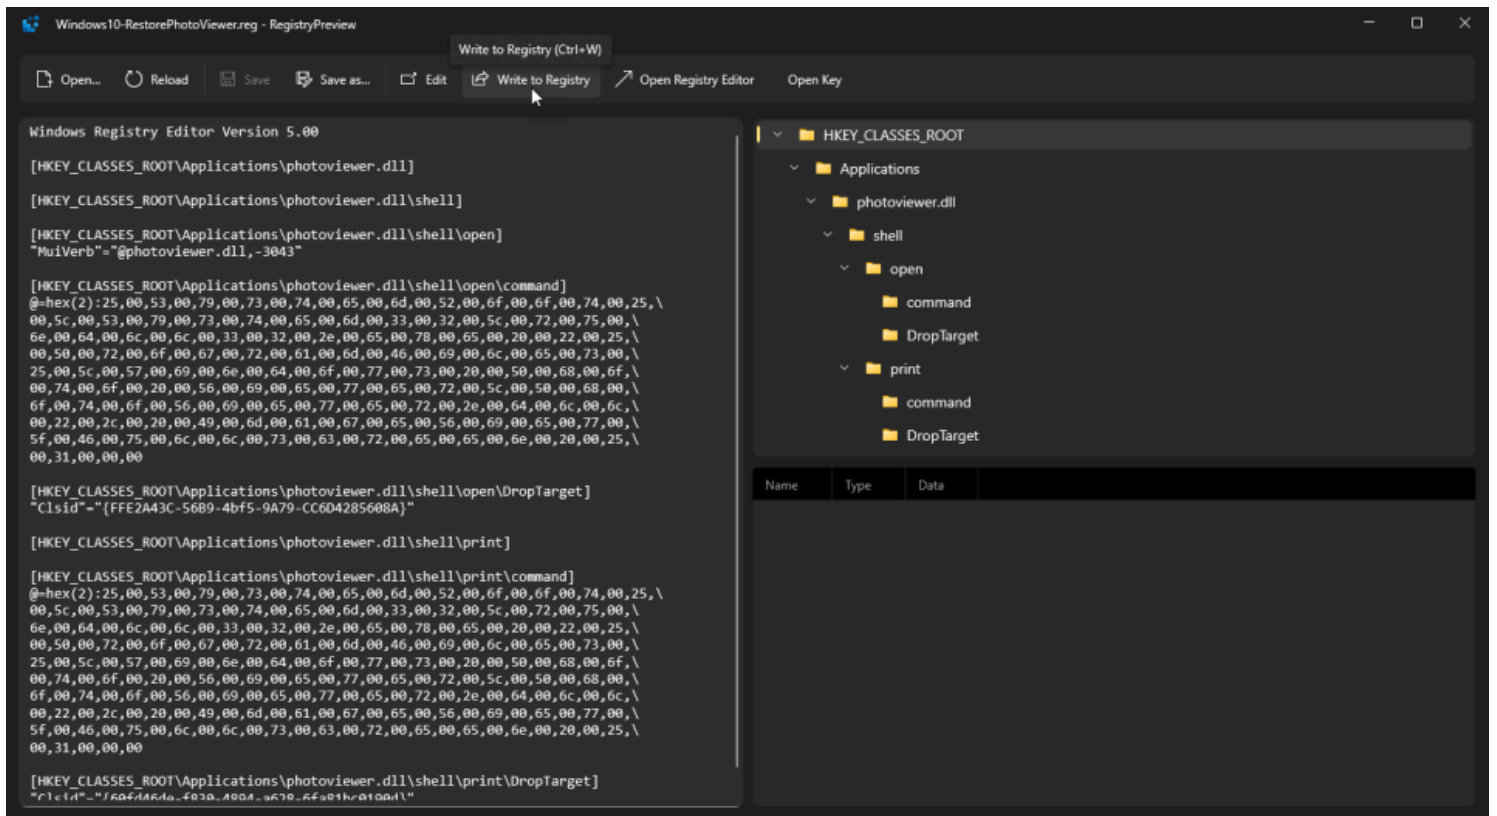 Windows10-RestorePhotoViewer.reg - RegistryPreview
Write to Registry (Ctrl+W)
Open... Reload Save Save as... Edit Write to Registry Open Registry Editor Open Key
Windows Registry Editor Version 5.00
[HKEY_CLASSES_ROOT\Applications\photoviewer.dll]
[HKEY_CLASSES_ROOT\Applications\photoviewer.dll\shell]
[HKEY_CLASSES_ROOT\Applications\photoviewer.dll\shell\open]
"MuiVerb"="@photoviewer.dll,-3043"
[HKEY_CLASSES_ROOT\Applications\photoviewer.dll\shell\open\command]
@=hex(2):25,00,53,00,79,00,73,00,74,00,65,00,6d,00,52,00,6f,00,6f,00,74,00,25,\
00,5c,00,53,00,79,00,73,00,74,00,65,00,6d,00,33,00,32,00,5c,00,72,00,75,00,\
6e,00,64,00,6c,00,6c,00,33,00,32,00,2e,00,65,00,78,00,65,00,20,00,22,00,25,\
00,50,00,72,00,6f,00,67,00,72,00,61,00,6d,00,46,00,69,00,6c,00,65,00,73,00,\
25,00,5c,00,57,00,69,00,6e,00,64,00,6f,00,77,00,73,00,20,00,50,00,68,00,6f,\
00,74,00,6f,00,20,00,56,00,69,00,65,00,77,00,65,00,72,00,5c,00,50,00,68,00,\
6f,00,74,00,6f,00,56,00,69,00,65,00,77,00,65,00,72,00,2e,00,64,00,6c,00,6c,\
00,22,00,2c,00,20,00,49,00,6d,00,61,00,67,00,65,00,56,00,69,00,65,00,77,00,\
5f,00,46,00,75,00,6c,00,6c,00,73,00,63,00,72,00,65,00,65,00,6e,00,20,00,25,\
00,31,00,00,00
[HKEY_CLASSES_ROOT\Applications\photoviewer.dll\shell\open\DropTarget]
"Clsid"="{FFE2A43C-56B9-4bf5-9A79-CC6D4285608A}"
[HKEY_CLASSES_ROOT\Applications\photoviewer.dll\shell\print]
[HKEY_CLASSES_ROOT\Applications\photoviewer.dll\shell\print\command]
@=hex(2):25,00,53,00,79,00,73,00,74,00,65,00,6d,00,52,00,6f,00,6f,00,74,00,25,\
00,5c,00,53,00,79,00,73,00,74,00,65,00,6d,00,33,00,32,00,5c,00,72,00,75,00,\
6e,00,64,00,6c,00,6c,00,33,00,32,00,2e,00,65,00,78,00,65,00,20,00,22,00,25,\
00,50,00,72,00,6f,00,67,00,72,00,61,00,6d,00,46,00,69,00,6c,00,65,00,73,00,\
25,00,5c,00,57,00,69,00,6e,00,64,00,6f,00,77,00,73,00,20,00,50,00,68,00,6f,\
00,74,00,6f,00,20,00,56,00,69,00,65,00,77,00,65,00,72,00,5c,00,50,00,68,00,\
6f,00,74,00,6f,00,56,00,69,00,65,00,77,00,65,00,72,00,2e,00,64,00,6c,00,6c,\
00,22,00,2c,00,20,00,49,00,6d,00,61,00,67,00,65,00,56,00,69,00,65,00,77,00,\
5f,00,46,00,75,00,6c,00,6c,00,73,00,63,00,72,00,65,00,65,00,6e,00,20,00,25,\
00,31,00,00,00
[HKEY_CLASSES_ROOT\Applications\photoviewer.dll\shell\print\DropTarget]
"Clsid"="{60fd46de-f830-4894-a628-6fa81bc0190d}"
HKEY_CLASSES_ROOT
Applications
photoviewer.dll
shell
open
command
DropTarget
print
command
DropTarget
Name Type Data